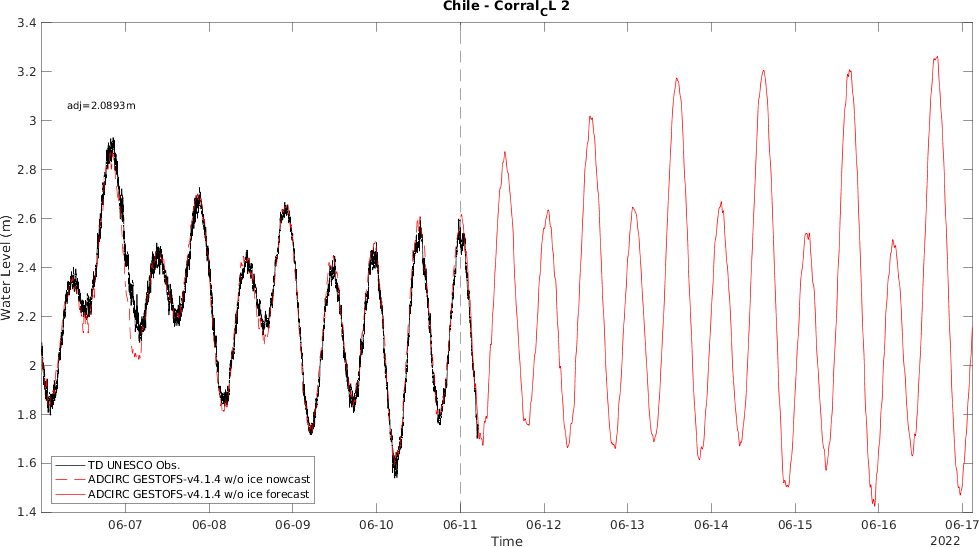 Chile - Corral_CL 2
3.4
3.2
3
2.8
2.6
2.4
2.2
2
1.8
1.6
1.4
Water Level (m)
adj=2.0893m
TD UNESCO Obs.
ADCIRC GESTOFS-v4.1.4 w/o ice nowcast
ADCIRC GESTOFS-v4.1.4 w/o ice forecast
06-07 06-08 06-09 06-10 06-11 06-12 06-13 06-14 06-15 06-16 06-17
Time
2022